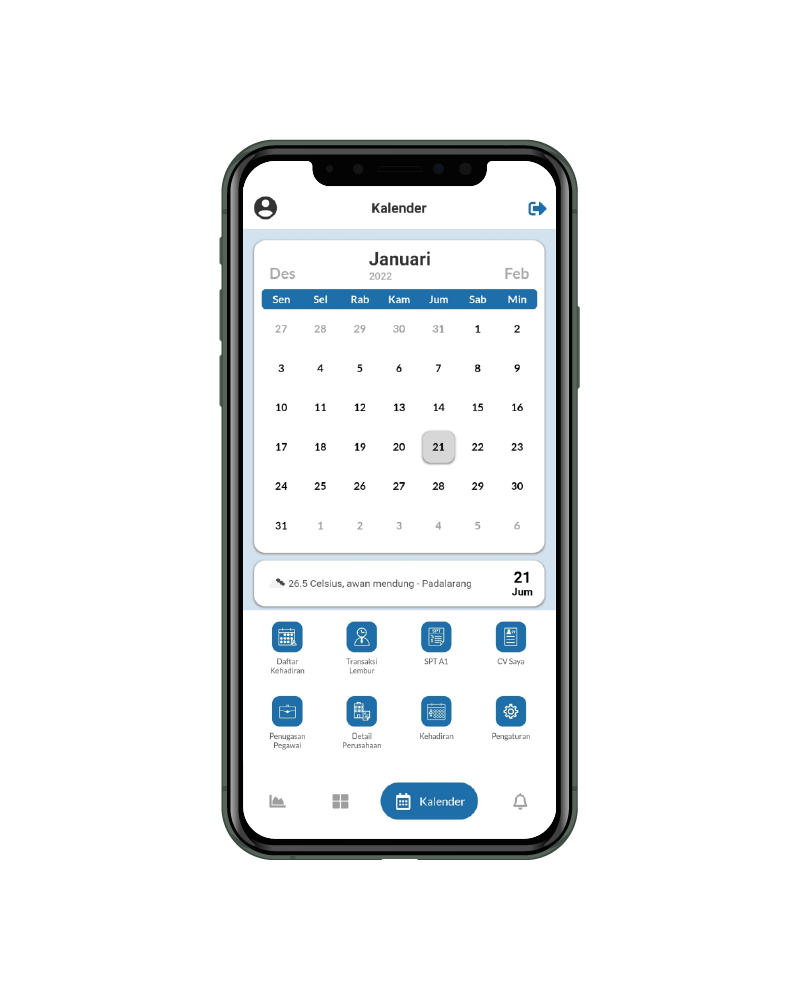 Kalender
Januari
Des 2022 Feb
Sen Sel Rab Kam Jum Sab Min
27 28 29 30 31 1 2
3 4 5 6 7 8 9
10 11 12 13 14 15 16
17 18 19 20 21 22 23
24 25 26 27 28 29 30
31 1 2 3 4 5 6
26.5 Celsius, awan mendung - Padalarang
21
Jum
Daftar
Kehadiran
Transaksi
Lembur
SPT A1
CV Saya
Penugasan
Pegawai
Detail
Perusahaan
Kehadiran
Pengaturan
Kalender